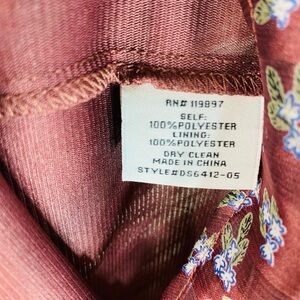 RN# 119897
SELF:
100%POLYESTER
LINING:
100%POLYESTER
DRY CLEAN
MADE IN CHINA
STYLE#DS6412-05